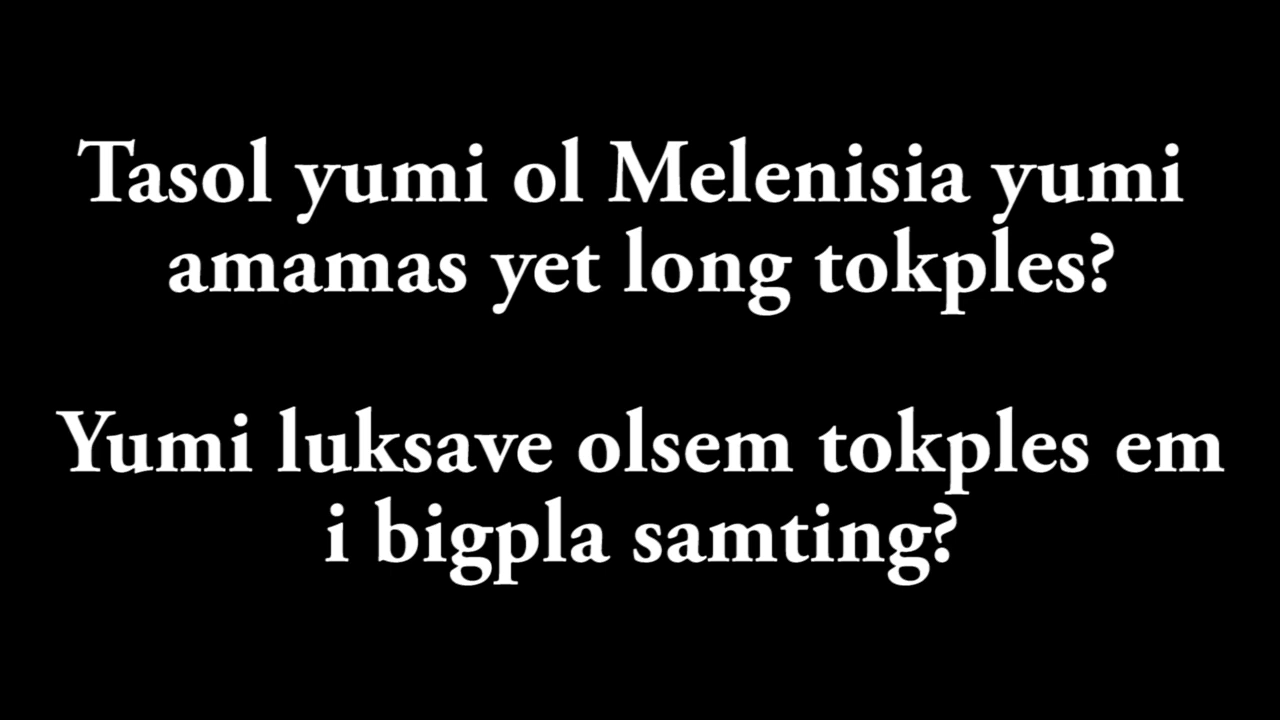 Tasol yumi ol Melenisia yumi
amamas yet long tokples?
Yumi luksave olsem tokples em
i bigpla samting?